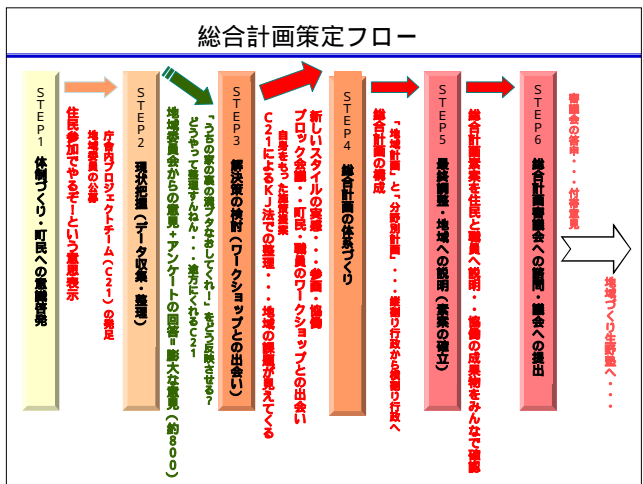 総合計画策定フロー
STEP1　体制づくり・町民への意識啓発
住民参加でやるぞーという意思表示
地域委員の公募
庁舎内プロジェクトチーム（C21）の発足
STEP2　現状把握（データ収集・整理）
地域委員会からの意見+アンケートの回答=膨大な意見（約800）
どうやって整理すんねん・・・途方にくれるC21
「うちの家の裏の溝フタなおしてくれ！」をどう反映させる？
STEP3　解決策の検討（ワークショップとの出会い）
C21によるKJ法での整理・・・地域の課題が見えてくる
自身をもった施策提案
ブロック会議・・町民・職員のワークショップとの出会い
新しいスタイルの実感・・・参画・協働
STEP4　総合計画の体系づくり
総合計画の構成
「地域計画」と「分野別計画」・・・縦割り行政から横割り行政へ
STEP5　最終調整・地域への説明（素案の確立）
総合計画素案を住民と職員へ説明・・協働の成果物をみんなで確認
STEP6　総合計画審議会への諮問・議会への提出
審議会の答申・・・付帯意見
地域づくり生野塾へ・・・